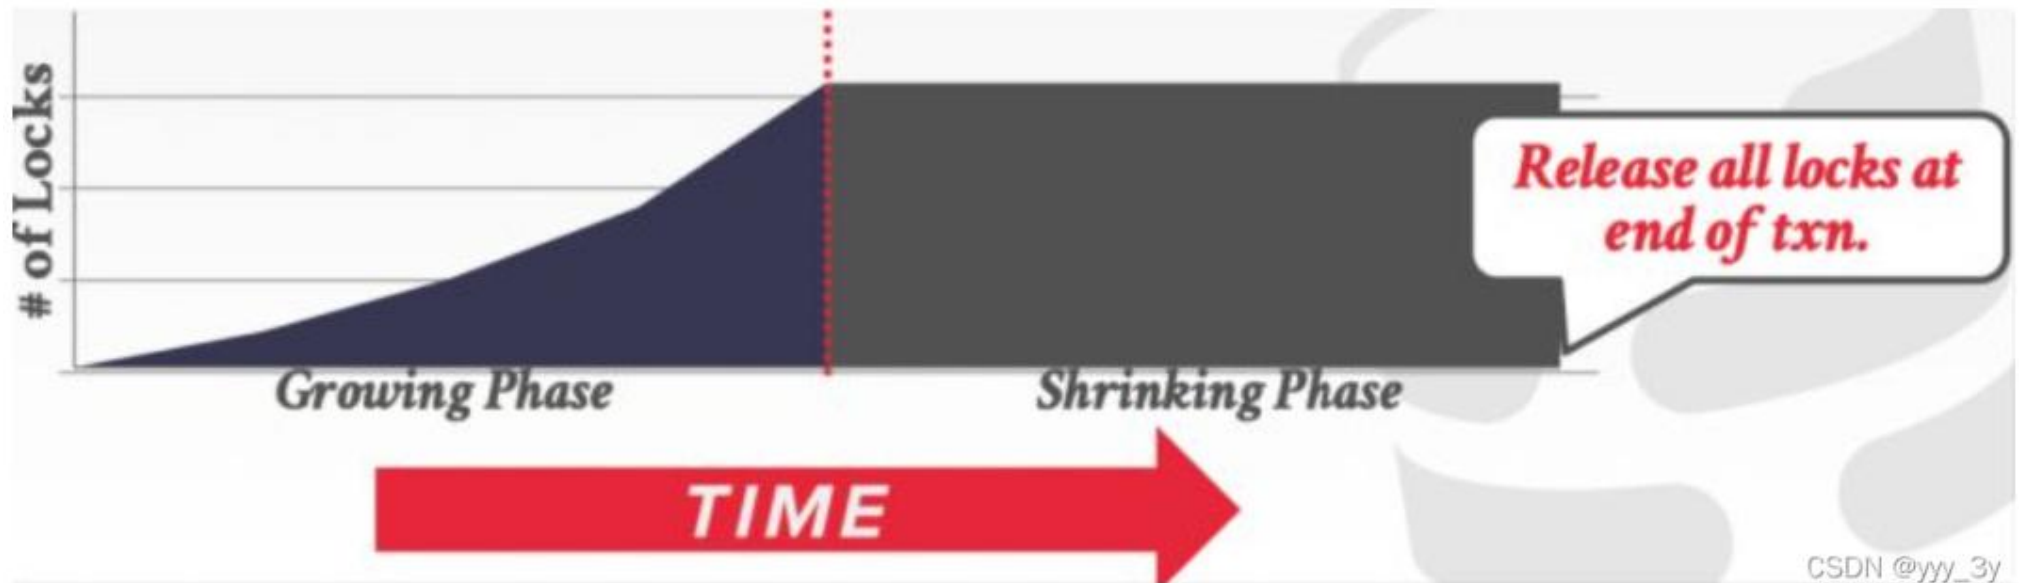 # of Locks
Release all locks at
end of txn.
Growing Phase
Shrinking Phase
TIME
CSDN @yyy_3y